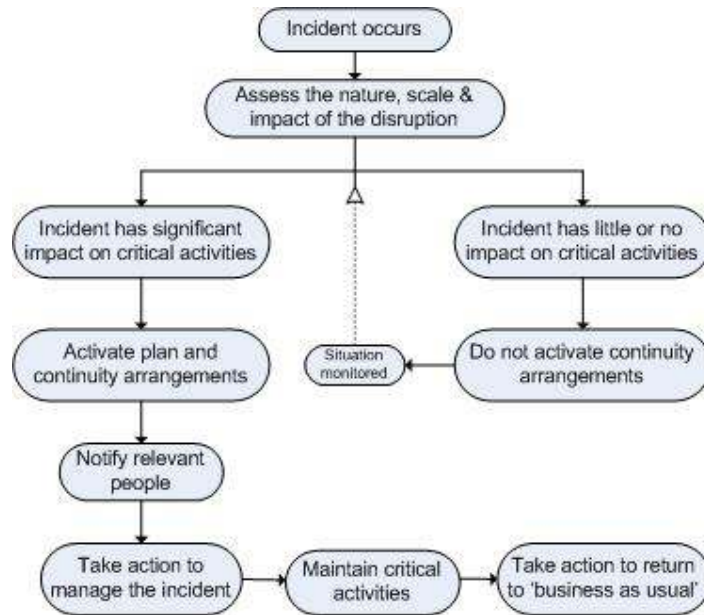 Incident occurs
Assess the nature, scale &
impact of the disruption
Incident has significant
impact on critical activities
Incident has little or no
impact on critical activities
Activate plan and
continuity arrangements
Situation
monitored
Do not activate continuity
arrangements
Notify relevant
people
Take action to
manage the incident
Maintain critical
activities
Take action to return
to 'business as usual'